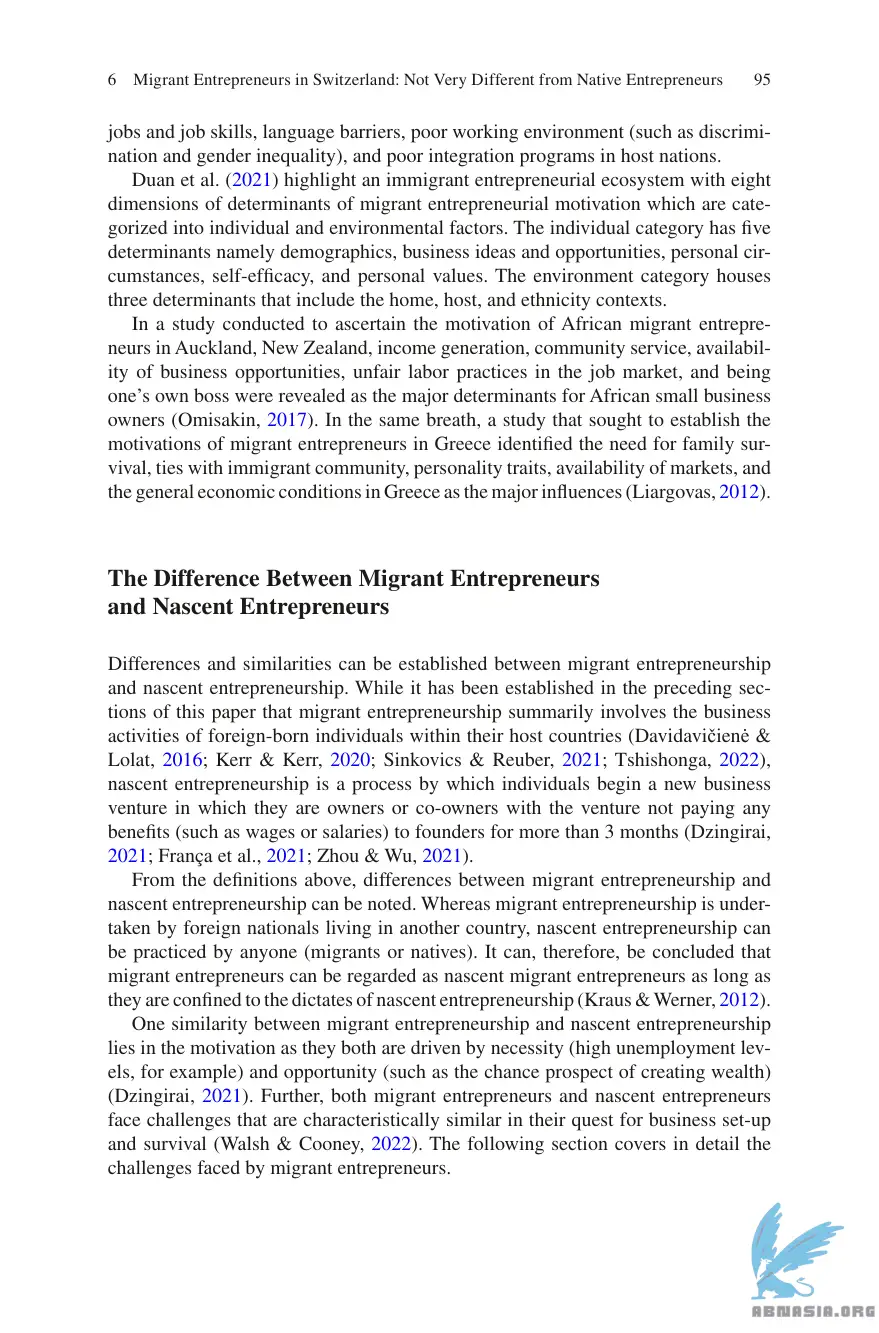 6 Migrant Entrepreneurs in Switzerland: Not Very Different from Native Entrepreneurs 95
jobs and job skills, language barriers, poor working environment (such as discrimi-
nation and gender inequality), and poor integration programs in host nations.
Duan et al. (2021) highlight an immigrant entrepreneurial ecosystem with eight
dimensions of determinants of migrant entrepreneurial motivation which are cate-
gorized into individual and environmental factors. The individual category has five
determinants namely demographics, business ideas and opportunities, personal cir-
cumstances, self-efficacy, and personal values. The environment category houses
three determinants that include the home, host, and ethnicity contexts.
In a study conducted to ascertain the motivation of African migrant entrepre-
neurs in Auckland, New Zealand, income generation, community service, availabil-
ity of business opportunities, unfair labor practices in the job market, and being
one's own boss were revealed as the major determinants for African small business
owners (Omisakin, 2017). In the same breath, a study that sought to establish the
motivations of migrant entrepreneurs in Greece identified the need for family sur-
vival, ties with immigrant community, personality traits, availability of markets, and
the general economic conditions in Greece as the major influences (Liargovas, 2012).
The Difference Between Migrant Entrepreneurs
and Nascent Entrepreneurs
Differences and similarities can be established between migrant entrepreneurship
and nascent entrepreneurship. While it has been established in the preceding sec-
tions of this paper that migrant entrepreneurship summarily involves the business
activities of foreign-born individuals within their host countries (Davidavičienė &
Lolat, 2016; Kerr & Kerr, 2020; Sinkovics & Reuber, 2021; Tshishonga, 2022),
nascent entrepreneurship is a process by which individuals begin a new business
venture in which they are owners or co-owners with the venture not paying any
benefits (such as wages or salaries) to founders for more than 3 months (Dzingirai,
2021; França et al., 2021; Zhou & Wu, 2021).
From the definitions above, differences between migrant entrepreneurship and
nascent entrepreneurship can be noted. Whereas migrant entrepreneurship is under-
taken by foreign nationals living in another country, nascent entrepreneurship can
be practiced by anyone (migrants or natives). It can, therefore, be concluded that
migrant entrepreneurs can be regarded as nascent migrant entrepreneurs as long as
they are confined to the dictates of nascent entrepreneurship (Kraus & Werner, 2012).
One similarity between migrant entrepreneurship and nascent entrepreneurship
lies in the motivation as they both are driven by necessity (high unemployment lev-
els, for example) and opportunity (such as the chance prospect of creating wealth)
(Dzingirai, 2021). Further, both migrant entrepreneurs and nascent entrepreneurs
face challenges that are characteristically similar in their quest for business set-up
and survival (Walsh & Cooney, 2022). The following section covers in detail the
challenges faced by migrant entrepreneurs.
ABNASIA.ORG